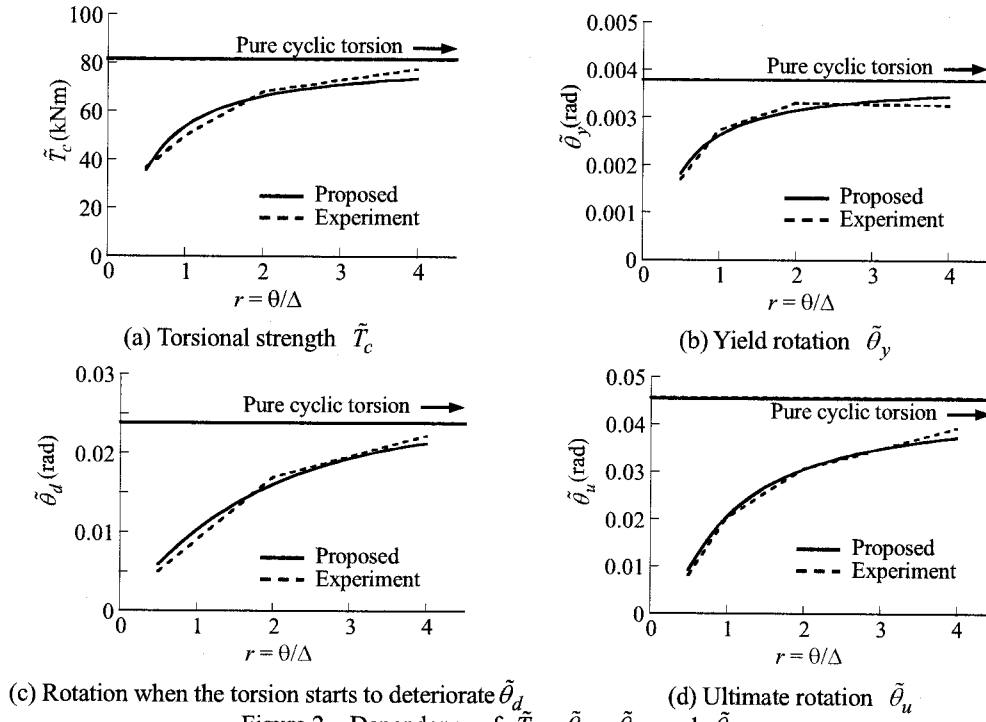 100
80
60
40
20
0
T̃c (kNm)
Pure cyclic torsion
Proposed
Experiment
0 1 2 3 4
r = θ/Δ
(a) Torsional strength T̃c
0.005
0.004
0.003
0.002
0.001
0
θ̃y (rad)
Pure cyclic torsion
Proposed
Experiment
0 1 2 3 4
r = θ/Δ
(b) Yield rotation θ̃y
0.03
0.02
0.01
0
θ̃d (rad)
Pure cyclic torsion
Proposed
Experiment
0 1 2 3 4
r = θ/Δ
(c) Rotation when the torsion starts to deteriorate θ̃d
0.05
0.04
0.03
0.02
0.01
0
θ̃u (rad)
Pure cyclic torsion
Proposed
Experiment
0 1 2 3 4
r = θ/Δ
(d) Ultimate rotation θ̃u